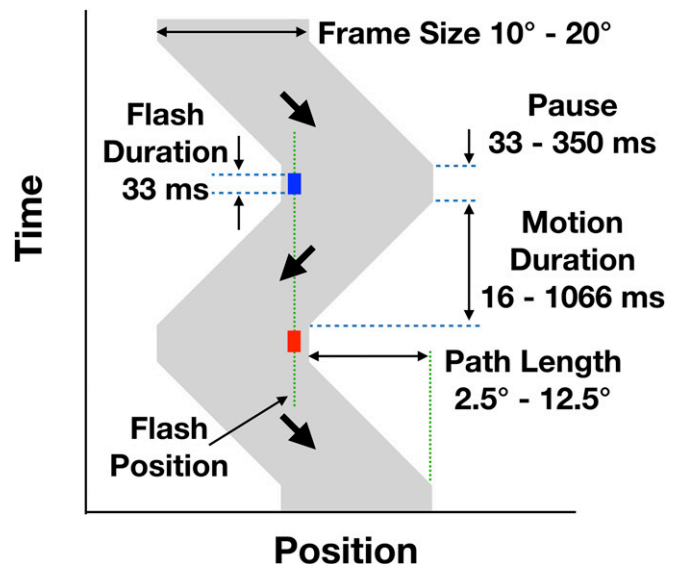 Frame Size 10° - 20°
Flash
Duration
33 ms
Pause
33 - 350 ms
Time
Motion
Duration
16 - 1066 ms
Path Length
2.5° - 12.5°
Flash
Position
Position